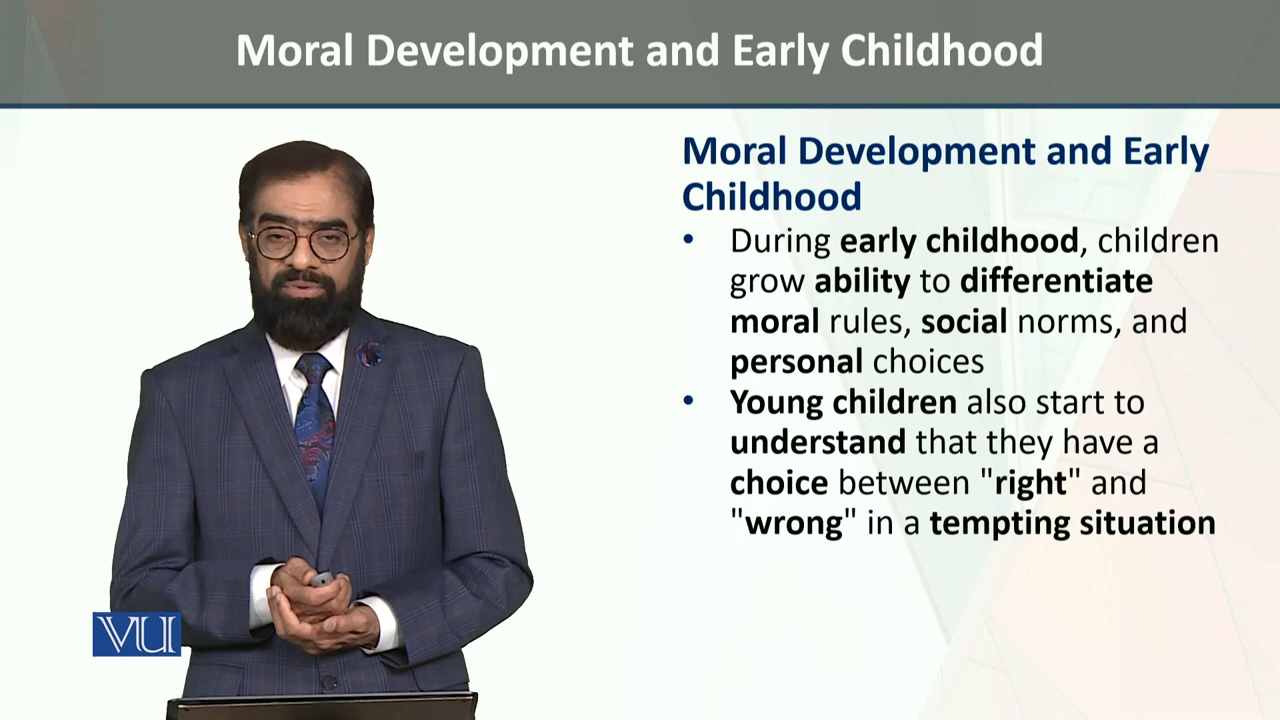 Moral Development and Early Childhood
Moral Development and Early
Childhood
• During early childhood, children
grow ability to differentiate
moral rules, social norms, and
personal choices
• Young children also start to
understand that they have a
choice between "right" and
"wrong" in a tempting situation
VU